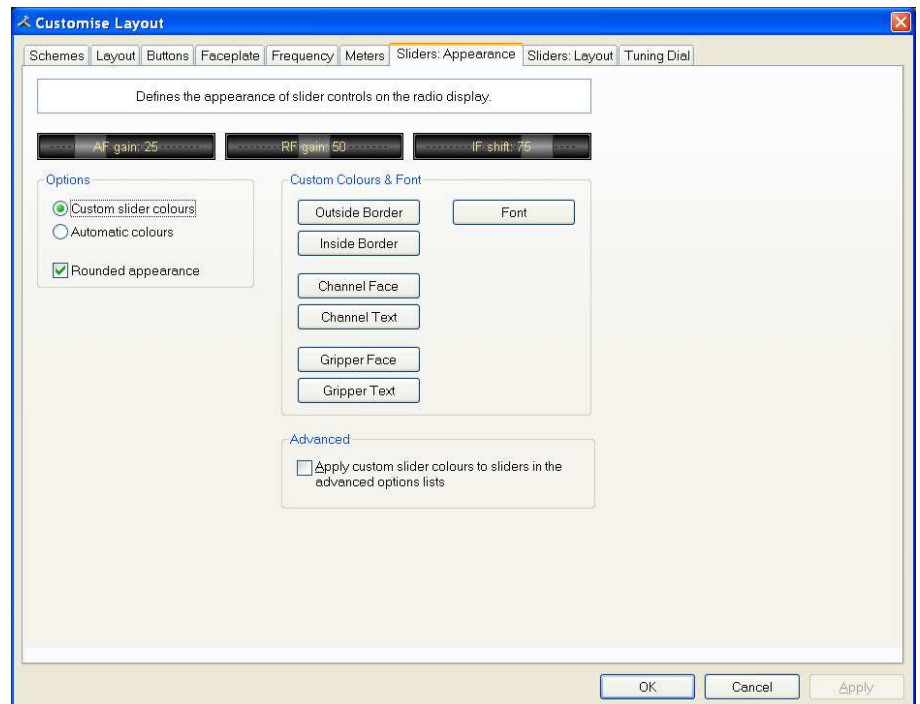 Customise Layout
Schemes Layout Buttons Faceplate Frequency Meters Sliders: Appearance Sliders: Layout Tuning Dial
Defines the appearance of slider controls on the radio display.
AF gain: 25 RF gain: 50 IF shift: 75
Options
Custom slider colours
Automatic colours
Rounded appearance
Custom Colours & Font
Outside Border Font
Inside Border
Channel Face
Channel Text
Gripper Face
Gripper Text
Advanced
Apply custom slider colours to sliders in the
advanced options lists
OK Cancel Apply